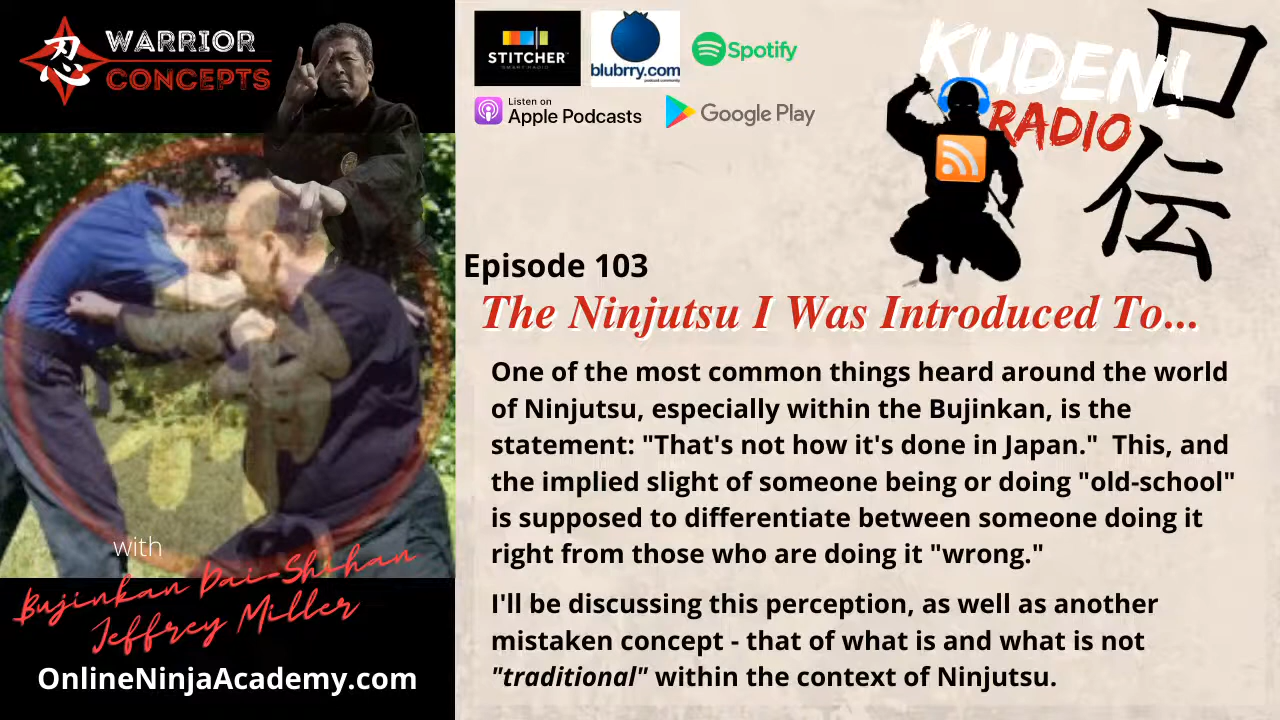 忍
WARRIOR
CONCEPTS
with
Bujinkan Dai-Shihan
Jeffrey Miller
OnlineNinjaAcademy.com
STITCHER
SMART RADIO
blubrry.com
podcast community
Spotify
Listen on
Apple Podcasts
Google Play
KUDEN!
RADIO
口
伝
Episode 103
The Ninjutsu I Was Introduced To...
One of the most common things heard around the world
of Ninjutsu, especially within the Bujinkan, is the
statement: "That's not how it's done in Japan."  This, and
the implied slight of someone being or doing "old-school"
is supposed to differentiate between someone doing it
right from those who are doing it "wrong."
I'll be discussing this perception, as well as another
mistaken concept - that of what is and what is not
"traditional" within the context of Ninjutsu.